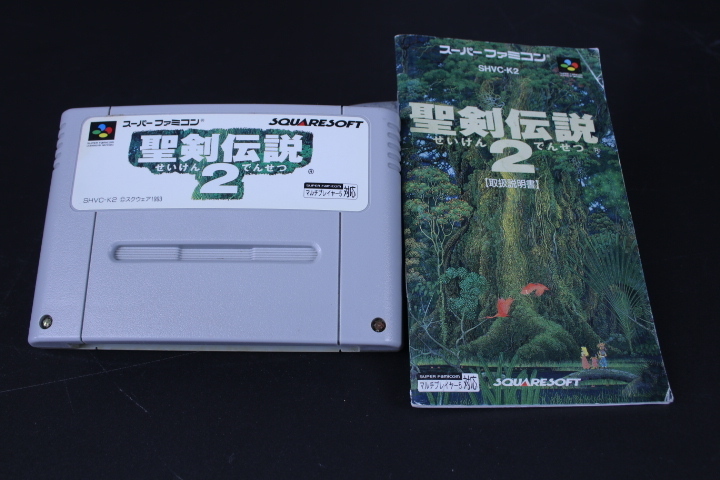 スーパーファミコン®
SQUARESOFT
聖剣伝説
せいけん でんせつ
2
®
SHVC-K2 ©スクウェア1993
SUPER FAMICOM
マルチプレイヤー5 対応
スーパーファミコン®
SHVC-K2
聖剣伝説
せいけん でんせつ
2
【取扱説明書】
SUPER FAMICOM
マルチプレイヤー5 対応
SQUARESOFT